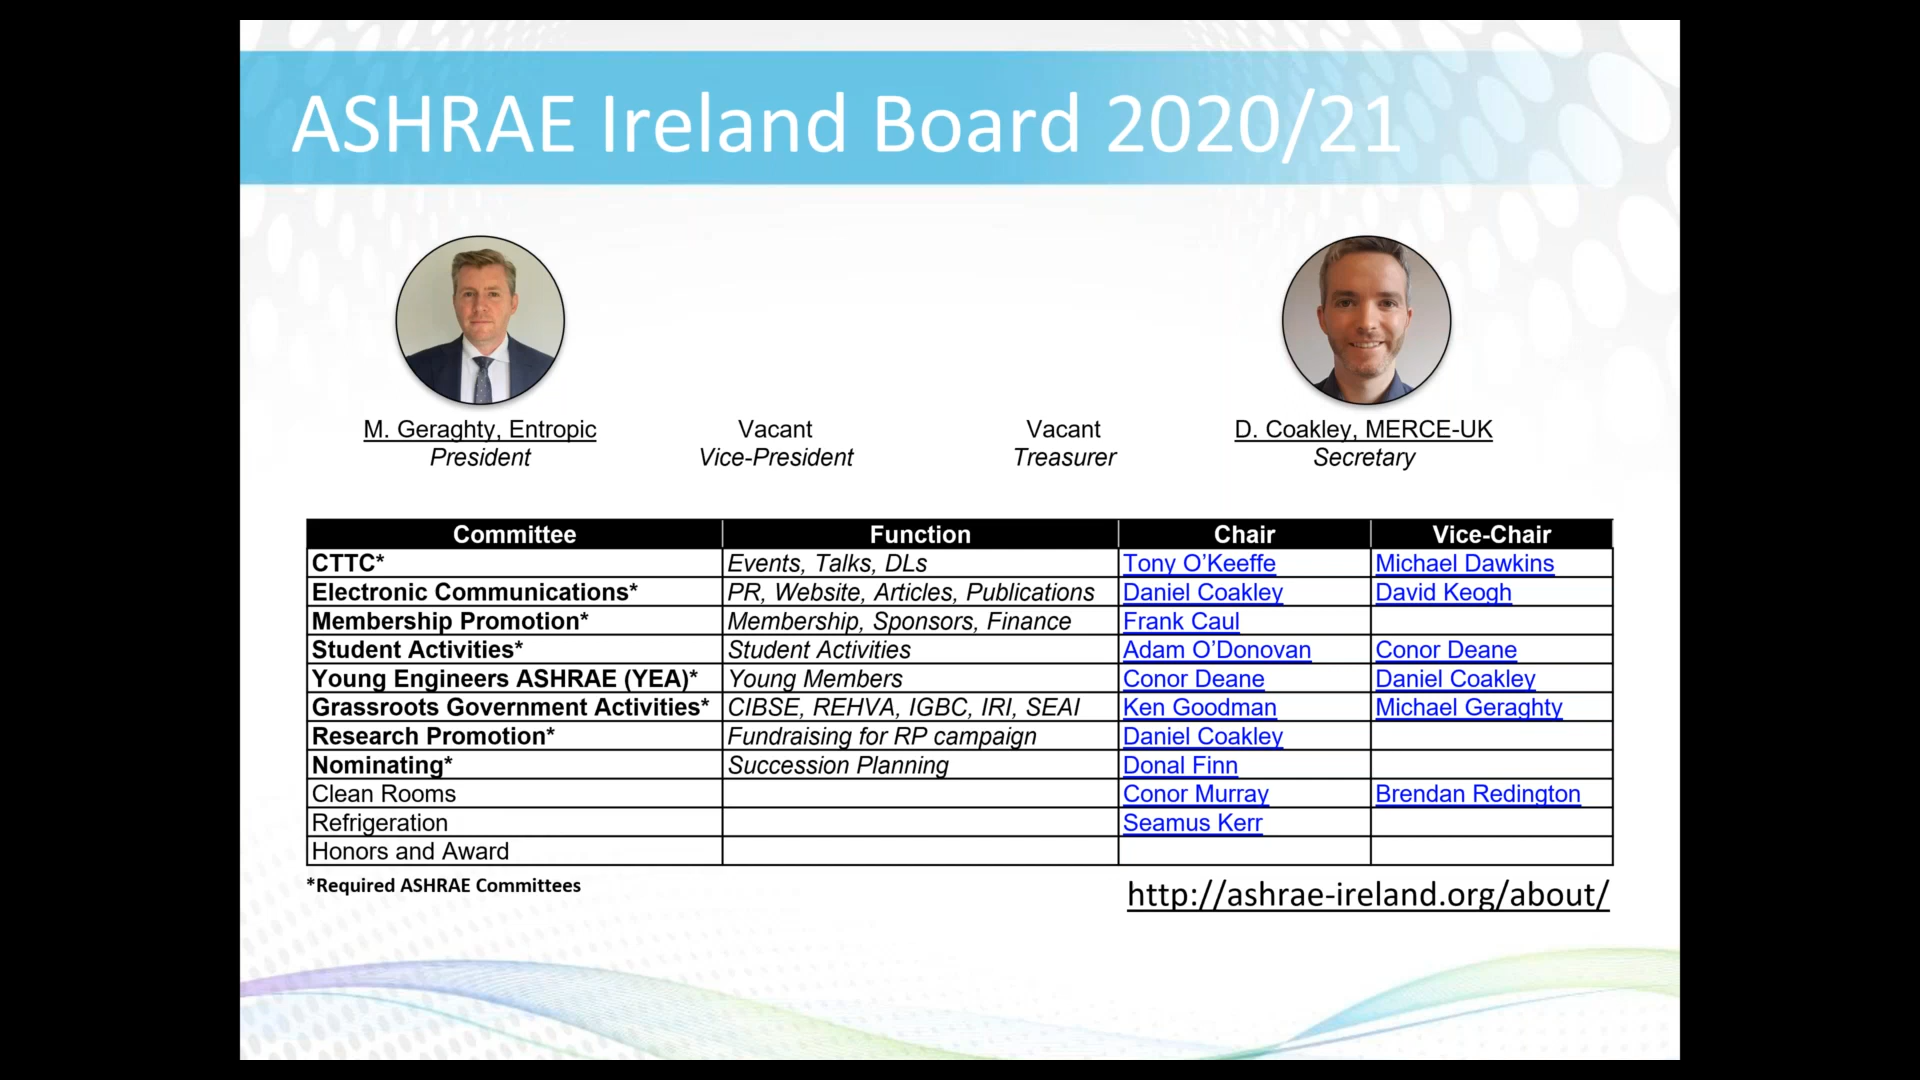 ASHRAE Ireland Board 2020/21
M. Geraghty, Entropic
President
Vacant
Vice-President
Vacant
Treasurer
D. Coakley, MERCE-UK
Secretary
Committee Function Chair Vice-Chair
CTTC* Events, Talks, DLs Tony O’Keeffe Michael Dawkins
Electronic Communications* PR, Website, Articles, Publications Daniel Coakley David Keogh
Membership Promotion* Membership, Sponsors, Finance Frank Caul
Student Activities* Student Activities Adam O’Donovan Conor Deane
Young Engineers ASHRAE (YEA)* Young Members Conor Deane Daniel Coakley
Grassroots Government Activities* CIBSE, REHVA, IGBC, IRI, SEAI Ken Goodman Michael Geraghty
Research Promotion* Fundraising for RP campaign Daniel Coakley
Nominating* Succession Planning Donal Finn
Clean Rooms Conor Murray Brendan Redington
Refrigeration Seamus Kerr
Honors and Award
*Required ASHRAE Committees
http://ashrae-ireland.org/about/